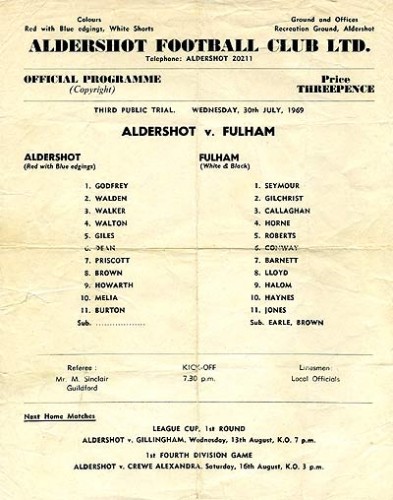 Colours
Red with Blue edgings, White Shorts
Ground and Offices
Recreation Ground, Aldershot
ALDERSHOT FOOTBALL CLUB LTD.
Telephone: ALDERSHOT 20211
OFFICIAL PROGRAMME
(Copyright)
Price
THREEPENCE
THIRD PUBLIC TRIAL. WEDNESDAY, 30th JULY, 1969
ALDERSHOT v. FULHAM
ALDERSHOT
(Red with Blue edgings)
1. GODFREY
2. WALDEN
3. WALKER
4. WALTON
5. GILES
6. DEAN
7. PRISCOTT
8. BROWN
9. HOWARTH
10. MELIA
11. BURTON
Sub. ..................
FULHAM
(White & Black)
1. SEYMOUR
2. GILCHRIST
3. CALLAGHAN
4. HORNE
5. ROBERTS
6. CONWAY
7. BARNETT
8. LLOYD
9. HALOM
10. HAYNES
11. JONES
Sub. EARLE, BROWN
Referee:
Mr. M. Sinclair
Guildford
KICK-OFF
7.30 p.m.
Linesmen:
Local Officials
Next Home Matches
LEAGUE CUP, 1st ROUND
ALDERSHOT v. GILLINGHAM, Wednesday, 13th August, K.O. 7 p.m.
1st FOURTH DIVISION GAME
ALDERSHOT v. CREWE ALEXANDRA. Saturday, 16th August, K.O. 3 p.m.